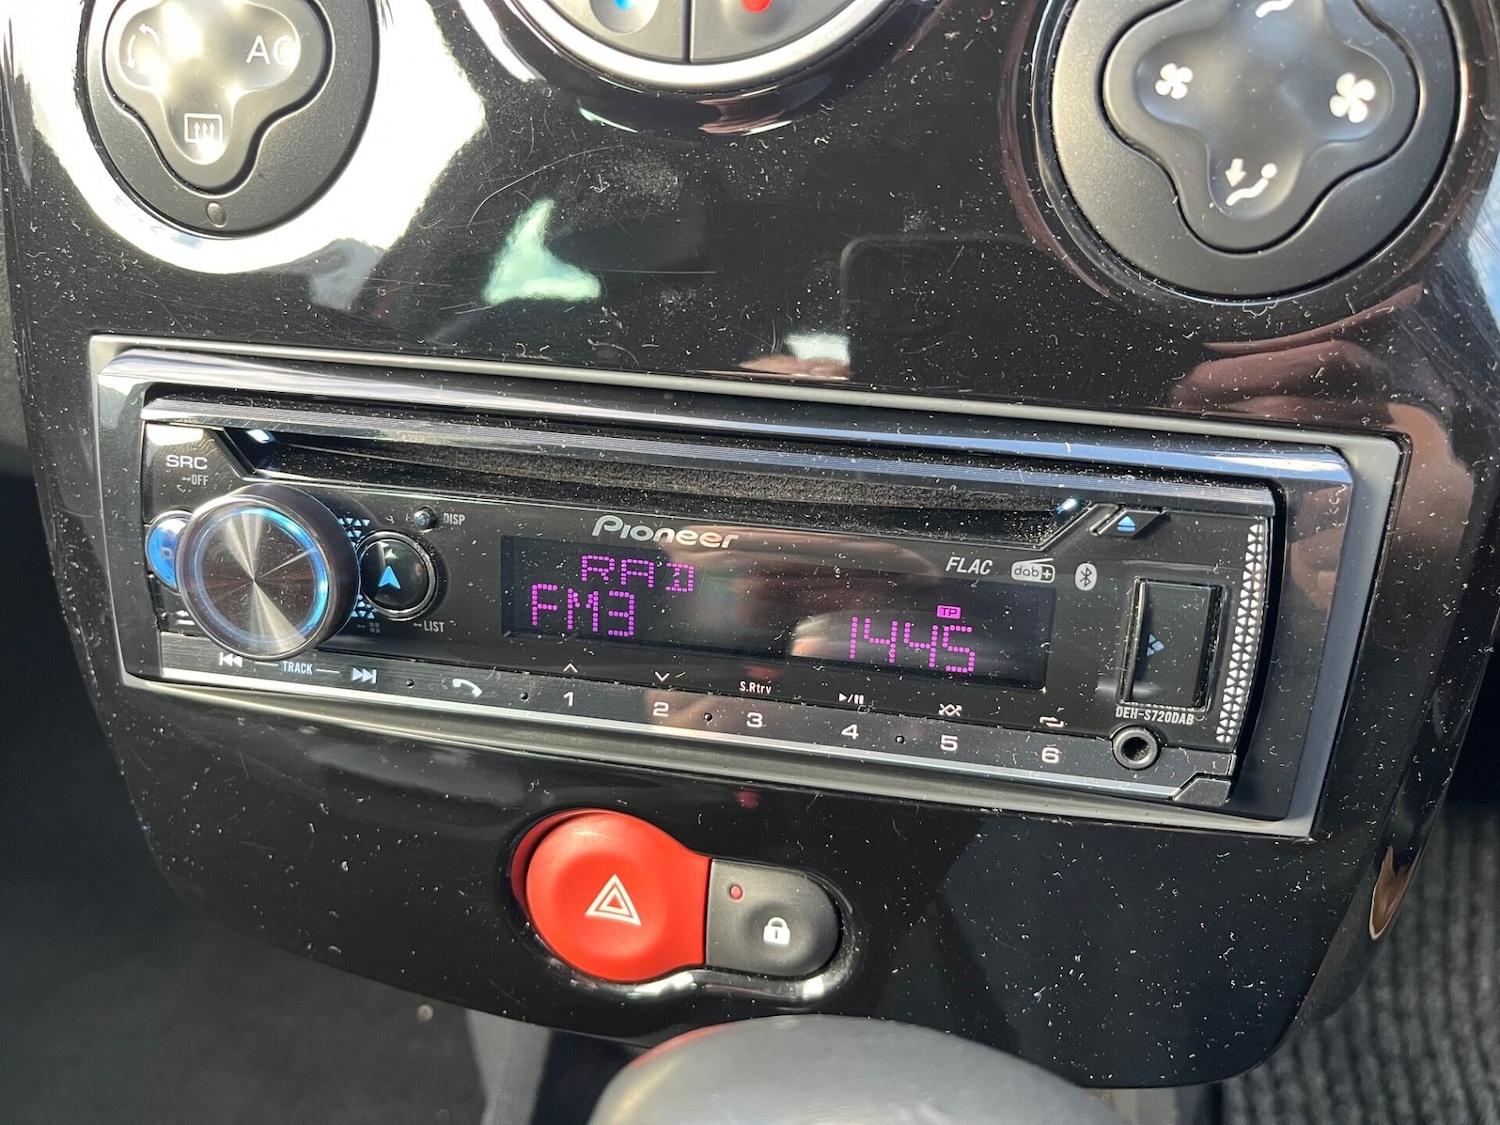 AC
SRC
OFF
DISP
Pioneer
FLAC
dab+
RAD
FM3
TP
1445
LIST
TRACK
S.Rtrv
1
2
3
4
5
6
DEH-S720DAB